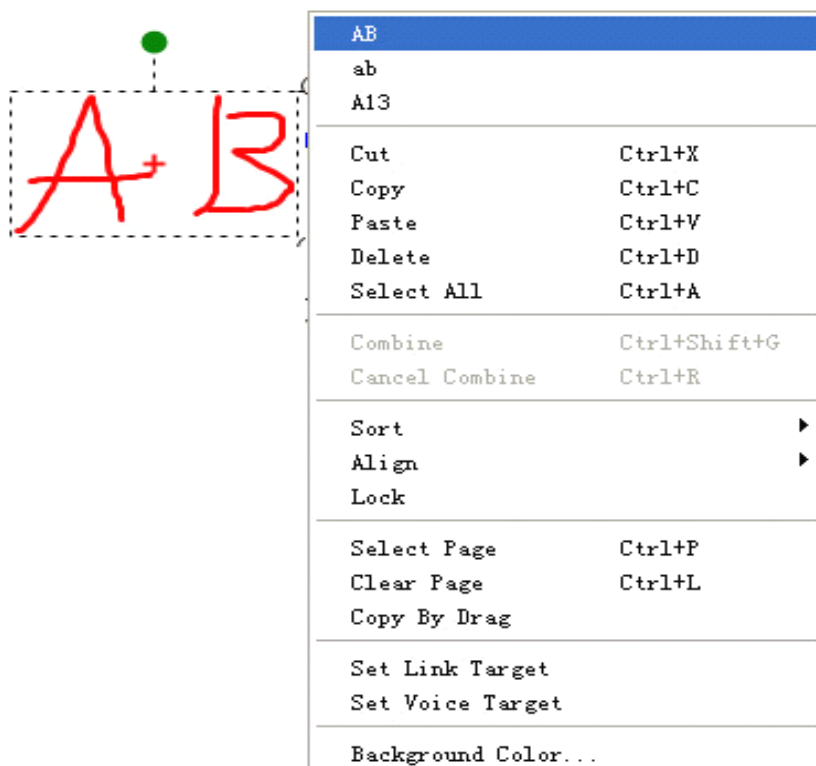 A B
AB
ab
A13
Cut Ctrl+X
Copy Ctrl+C
Paste Ctrl+V
Delete Ctrl+D
Select All Ctrl+A
Combine Ctrl+Shift+G
Cancel Combine Ctrl+R
Sort
Align
Lock
Select Page Ctrl+P
Clear Page Ctrl+L
Copy By Drag
Set Link Target
Set Voice Target
Background Color...